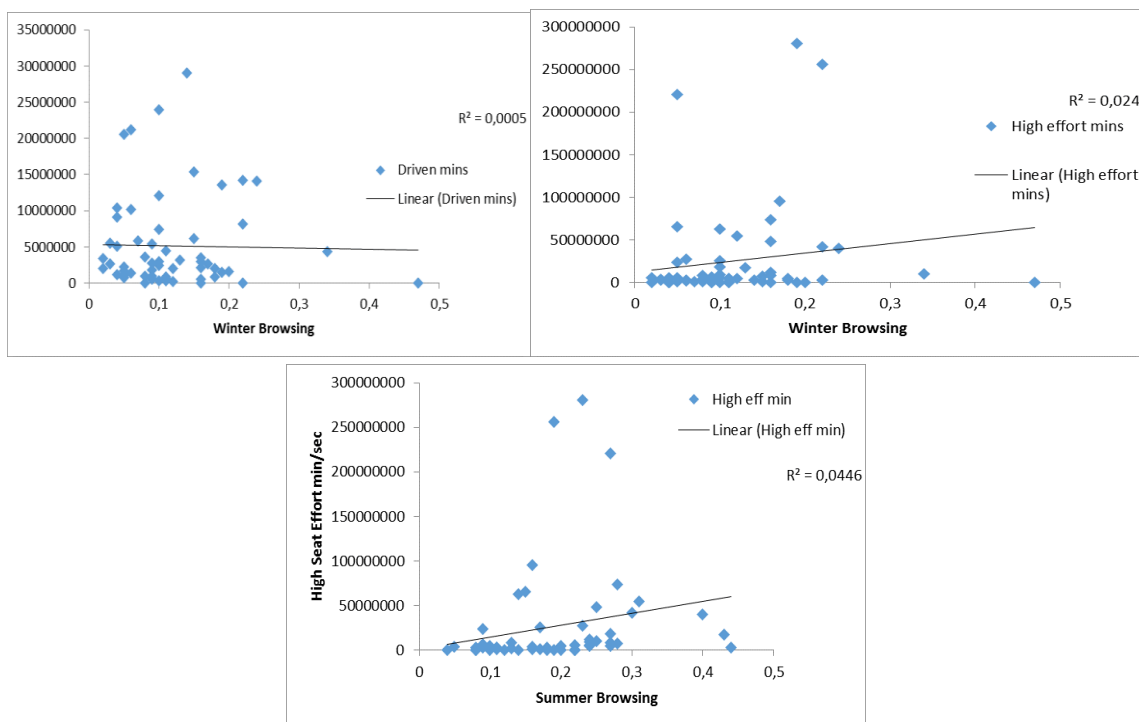 35000000
30000000
25000000
20000000
15000000
10000000
5000000
0
0
0,1
0,2
0,3
0,4
0,5
Winter Browsing
R² = 0,0005
Driven mins
Linear (Driven mins)
300000000
250000000
200000000
150000000
100000000
50000000
0
0
0,1
0,2
0,3
0,4
0,5
Winter Browsing
R² = 0,024
High effort mins
Linear (High effort
mins)
High Seat Effort min/sec
300000000
250000000
200000000
150000000
100000000
50000000
0
0
0,1
0,2
0,3
0,4
0,5
Summer Browsing
High eff min
Linear (High eff min)
R² = 0,0446